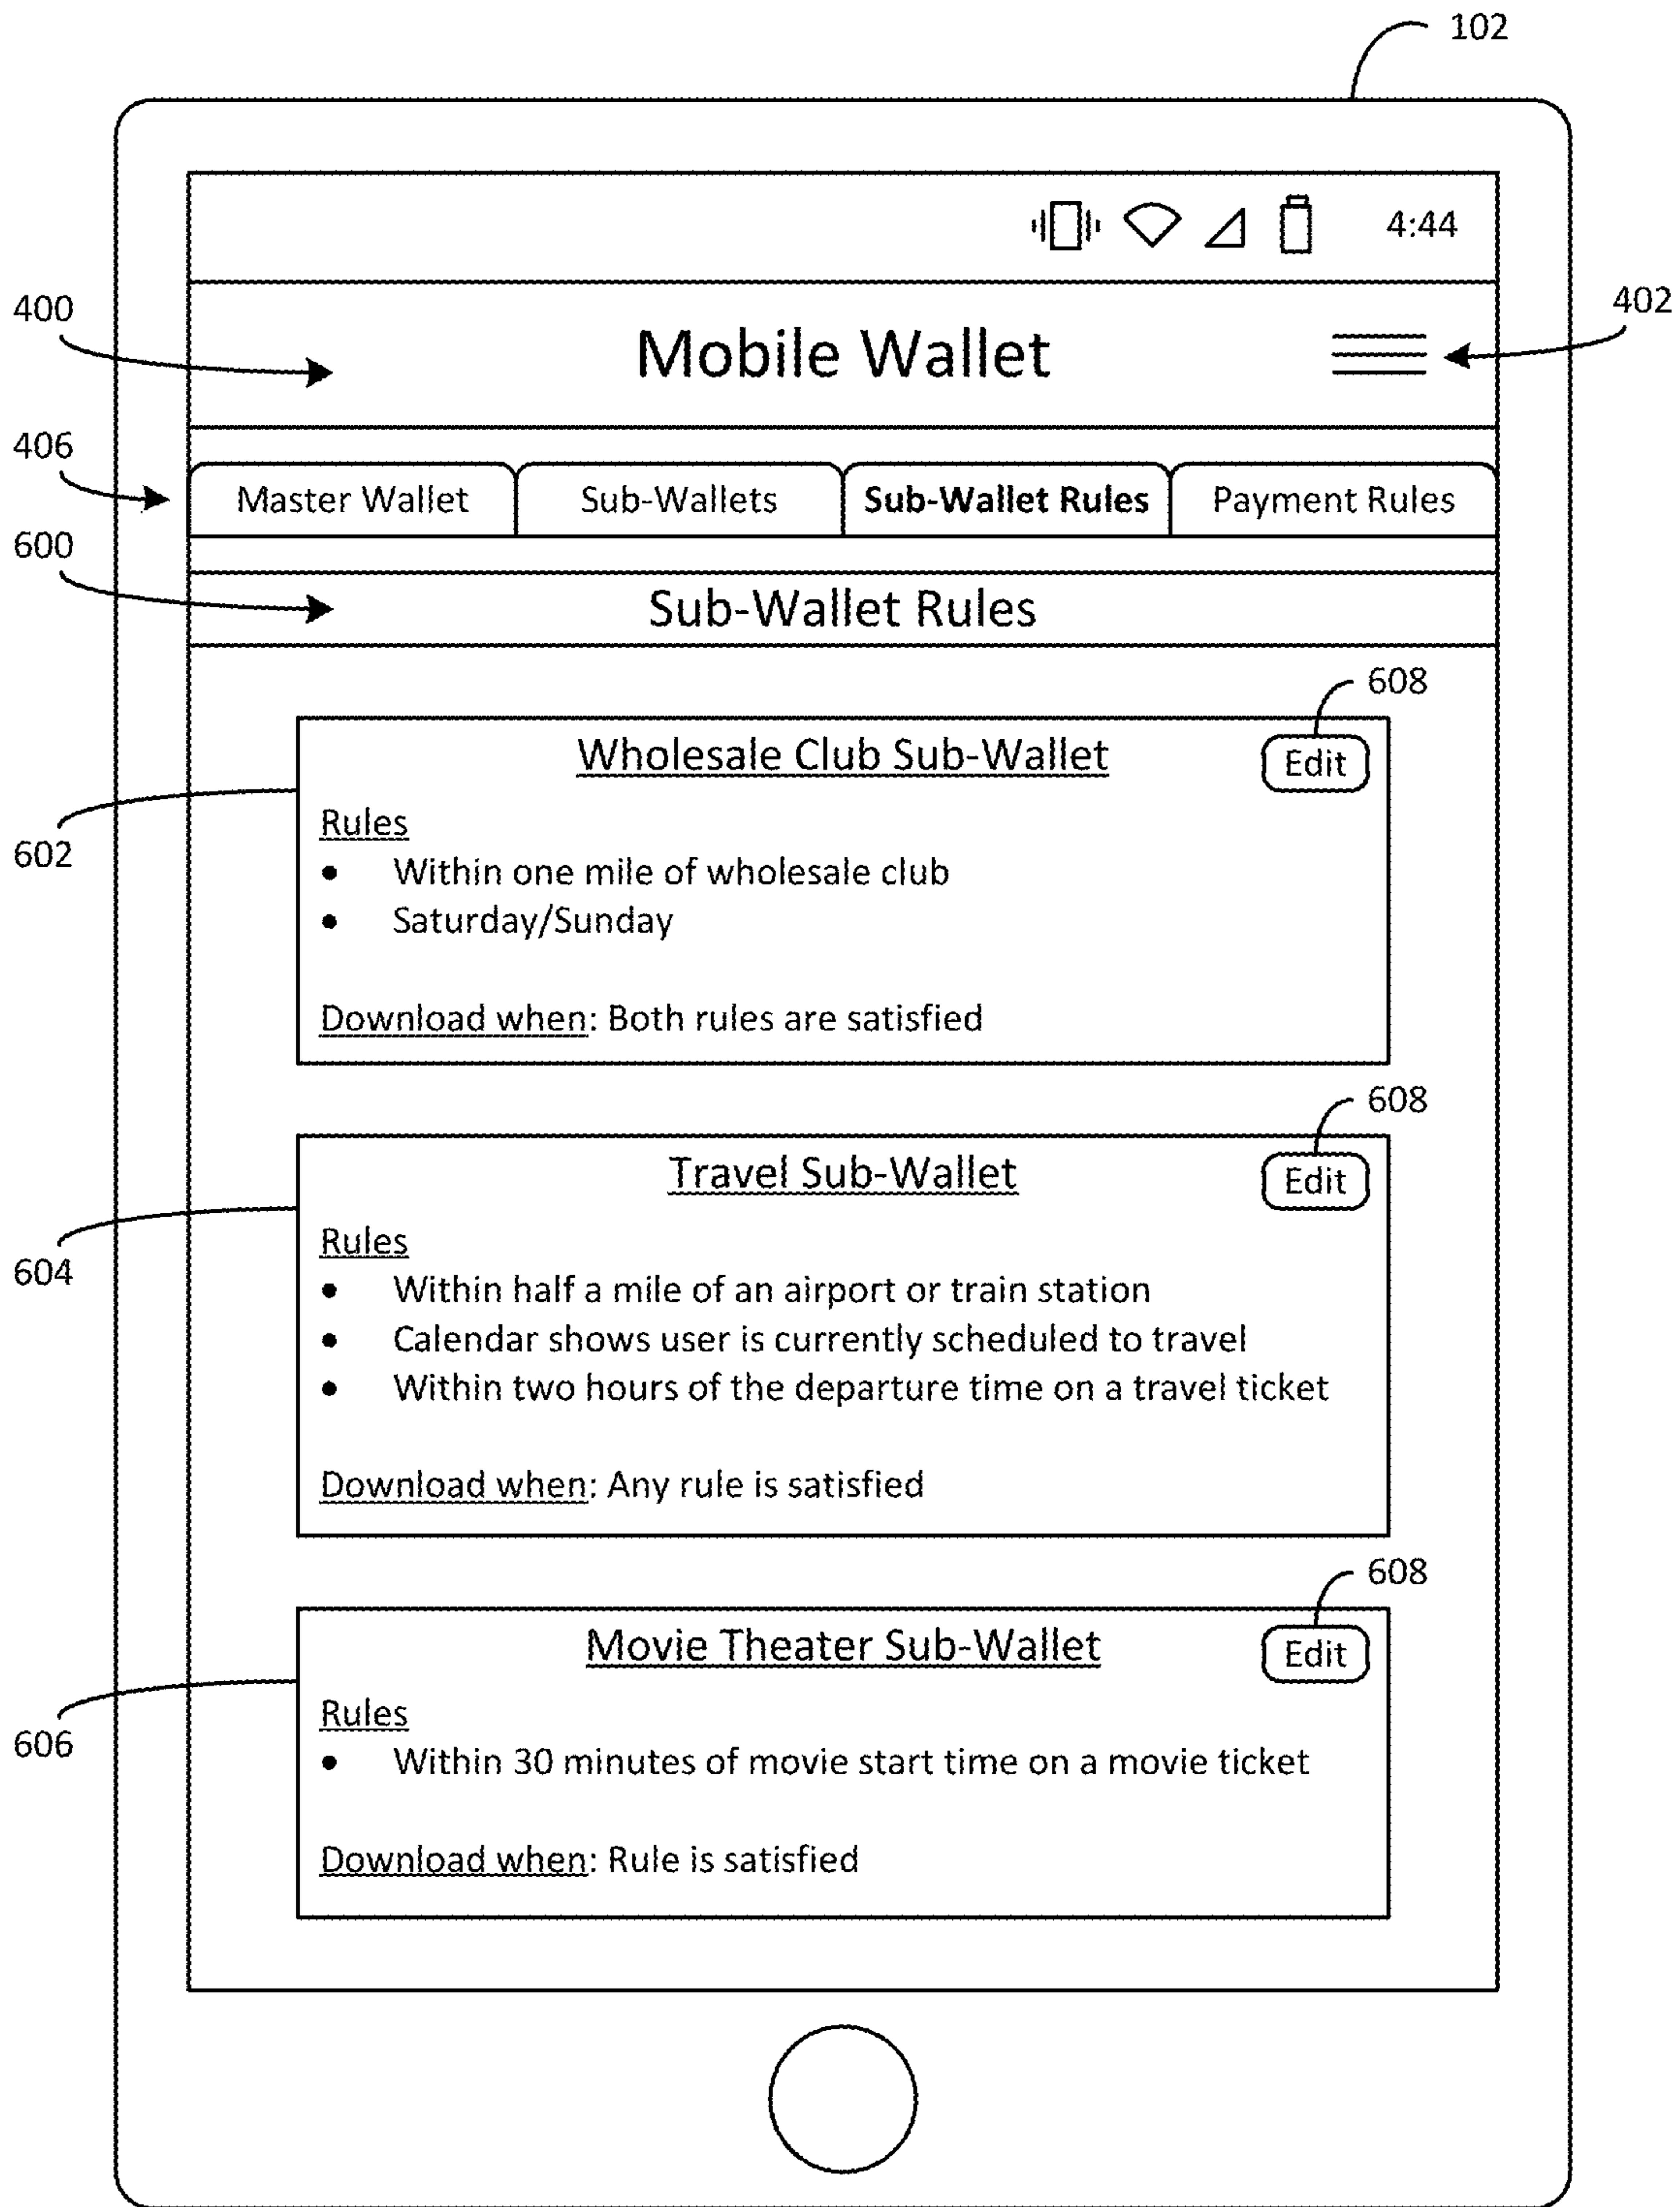 102
4:44
400
Mobile Wallet
402
406
Master Wallet
Sub-Wallets
Sub-Wallet Rules
Payment Rules
600
Sub-Wallet Rules
608
Wholesale Club Sub-Wallet
Edit
602
Rules
• Within one mile of wholesale club
• Saturday/Sunday
Download when: Both rules are satisfied
608
Travel Sub-Wallet
Edit
604
Rules
• Within half a mile of an airport or train station
• Calendar shows user is currently scheduled to travel
• Within two hours of the departure time on a travel ticket
Download when: Any rule is satisfied
608
Movie Theater Sub-Wallet
Edit
606
Rules
• Within 30 minutes of movie start time on a movie ticket
Download when: Rule is satisfied